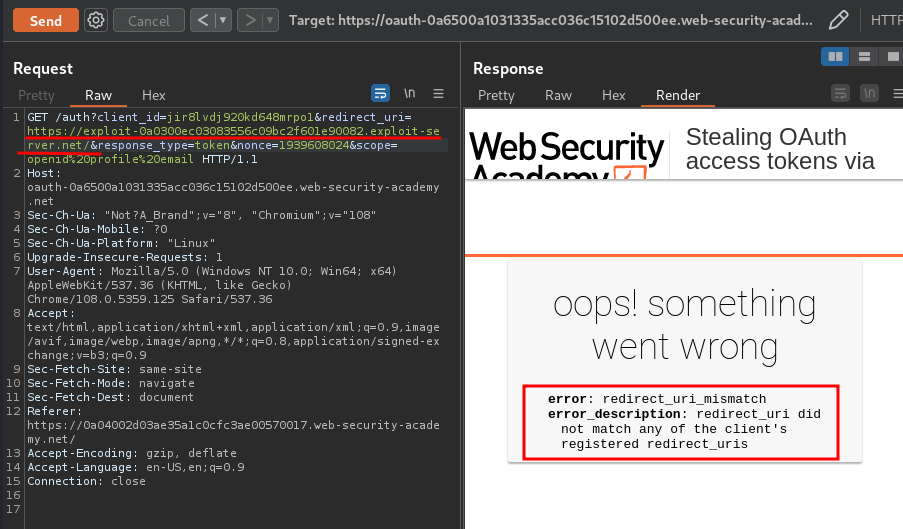 Send
Cancel
<
>
Target: https://oauth-0a6500a1031335acc036c15102d500ee.web-security-acad...
HTTP
Request
Pretty
Raw
Hex
\n
1 GET /auth?client_id=jir8lvdj920kd648mrpo1&redirect_uri=
https://exploit-0a0300ec03083556c09bc2f601e90082.exploit-se
rver.net/&response_type=token&nonce=1939608024&scope=
openid%20profile%20email HTTP/1.1
2 Host:
oauth-0a6500a1031335acc036c15102d500ee.web-security-academy
.net
3 Sec-Ch-Ua: "Not?A_Brand";v="8", "Chromium";v="108"
4 Sec-Ch-Ua-Mobile: ?0
5 Sec-Ch-Ua-Platform: "Linux"
6 Upgrade-Insecure-Requests: 1
7 User-Agent: Mozilla/5.0 (Windows NT 10.0; Win64; x64)
AppleWebKit/537.36 (KHTML, like Gecko)
Chrome/108.0.5359.125 Safari/537.36
8 Accept:
text/html,application/xhtml+xml,application/xml;q=0.9,image
/avif,image/webp,image/apng,*/*;q=0.8,application/signed-ex
change;v=b3;q=0.9
9 Sec-Fetch-Site: same-site
10 Sec-Fetch-Mode: navigate
11 Sec-Fetch-Dest: document
12 Referer:
https://0a04002d03ae35a1c0cfc3ae00570017.web-security-acade
my.net/
13 Accept-Encoding: gzip, deflate
14 Accept-Language: en-US,en;q=0.9
15 Connection: close
16
17
Response
Pretty
Raw
Hex
Render
\n
WebSecurity
Academy
Stealing OAuth
access tokens via
oops! something
went wrong
error: redirect_uri_mismatch
error_description: redirect_uri did
not match any of the client's
registered redirect_uris